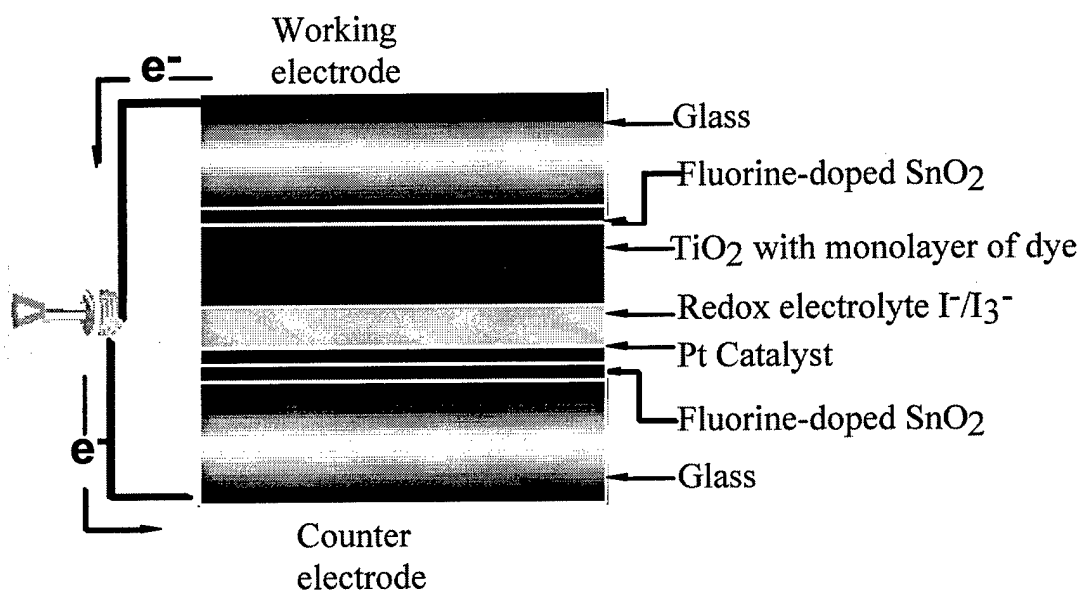 Working
electrode
e-
Glass
Fluorine-doped SnO2
TiO2 with monolayer of dye
Redox electrolyte I-/I3-
Pt Catalyst
Fluorine-doped SnO2
e-
Glass
Counter
electrode